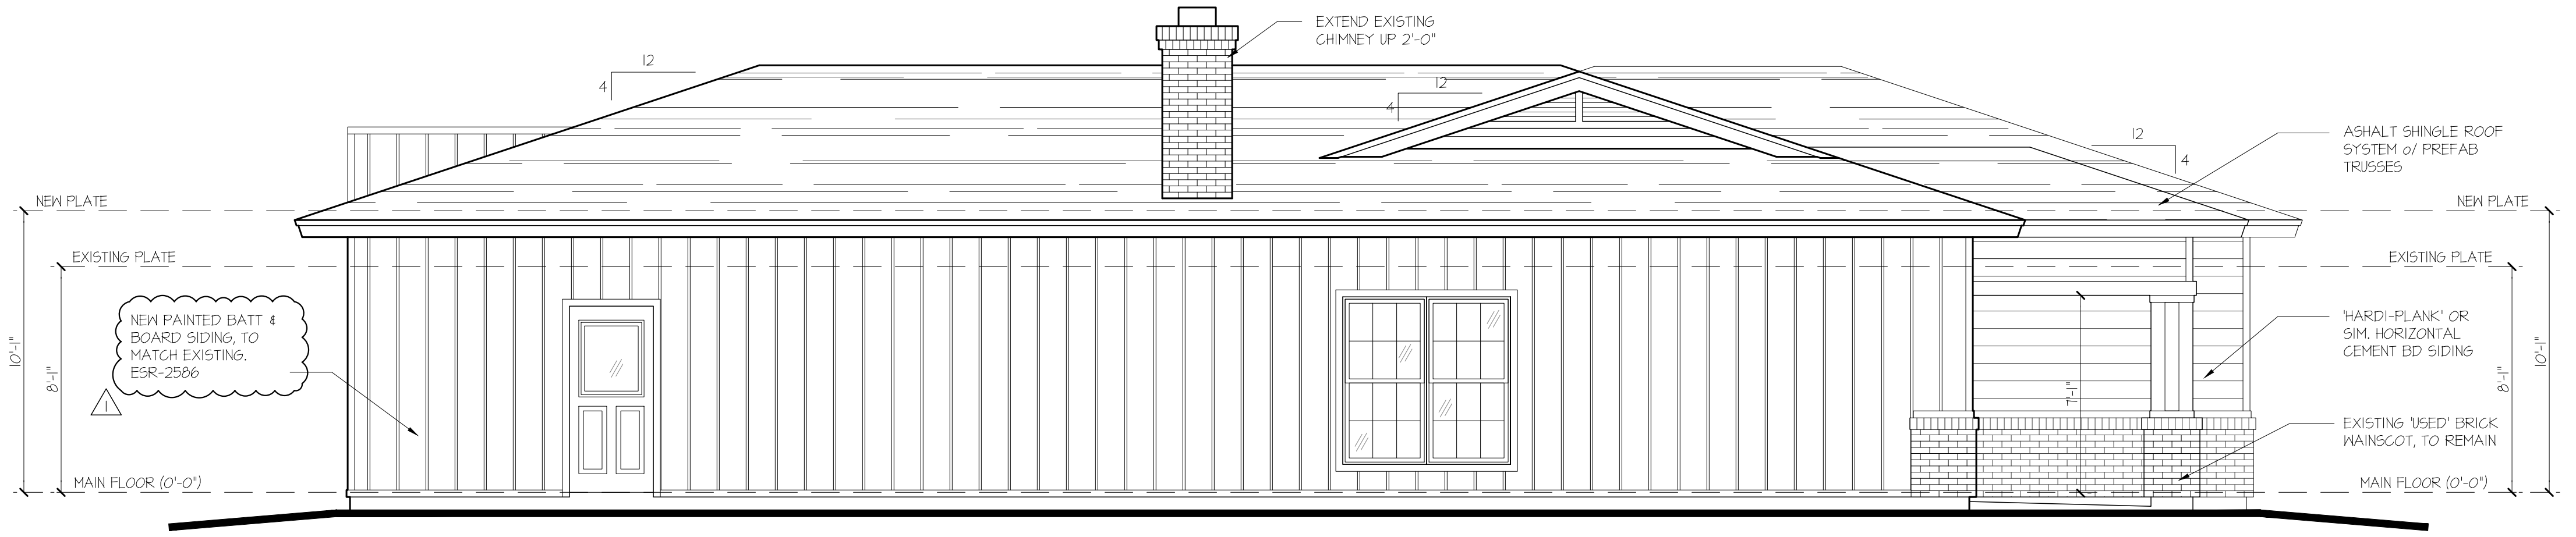 EXTEND EXISTING
CHIMNEY UP 2'-0"
12
4
12
4
12
4
ASHALT SHINGLE ROOF
SYSTEM o/ PREFAB
TRUSSES
NEW PLATE
NEW PLATE
EXISTING PLATE
EXISTING PLATE
NEW PAINTED BATT &
BOARD SIDING, TO
MATCH EXISTING.
ESR-2586
1
10'-1"
8'-1"
'HARDI-PLANK' OR
SIM. HORIZONTAL
CEMENT BD SIDING
7'-1"
8'-1"
10'-1"
EXISTING 'USED' BRICK
WAINSCOT, TO REMAIN
MAIN FLOOR (0'-0")
MAIN FLOOR (0'-0")